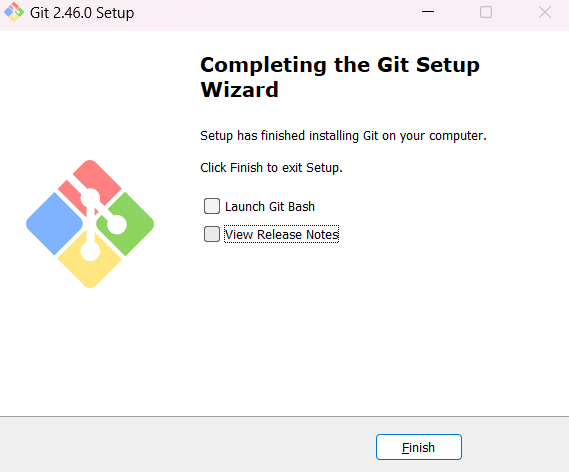 Git 2.46.0 Setup
Completing the Git Setup
Wizard
Setup has finished installing Git on your computer.
Click Finish to exit Setup.
Launch Git Bash
View Release Notes
Finish